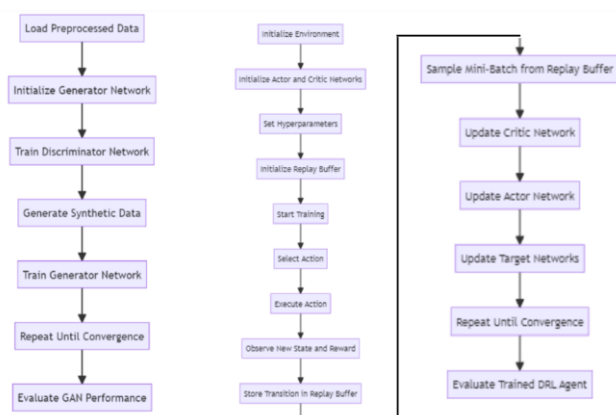 Load Preprocessed Data
Initialize Generator Network
Train Discriminator Network
Generate Synthetic Data
Train Generator Network
Repeat Until Convergence
Evaluate GAN Performance
Initialize Environment
Initialize Actor and Critic Networks
Set Hyperparameters
Initialize Replay Buffer
Start Training
Select Action
Execute Action
Observe New State and Reward
Store Transition in Replay Buffer
Sample Mini-Batch from Replay Buffer
Update Critic Network
Update Actor Network
Update Target Networks
Repeat Until Convergence
Evaluate Trained DRL Agent